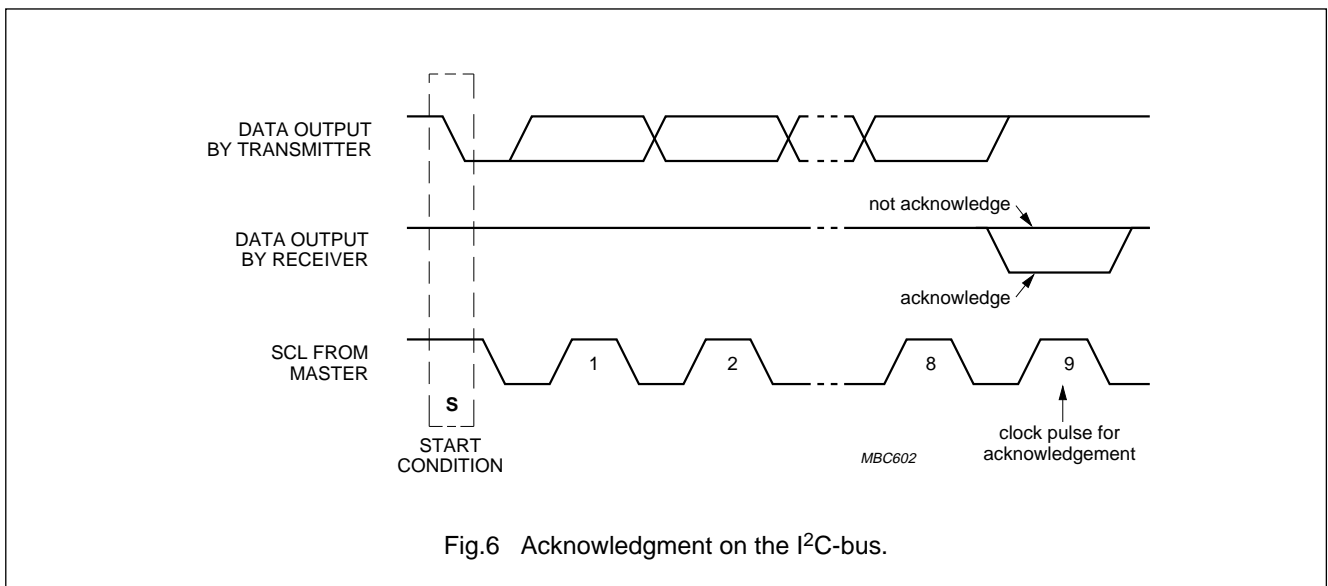 DATA OUTPUT
BY TRANSMITTER
not acknowledge
DATA OUTPUT
BY RECEIVER
acknowledge
SCL FROM
MASTER
1
2
8
9
S
START
CONDITION
MBC602
clock pulse for
acknowledgement
Fig.6 Acknowledgment on the I²C-bus.